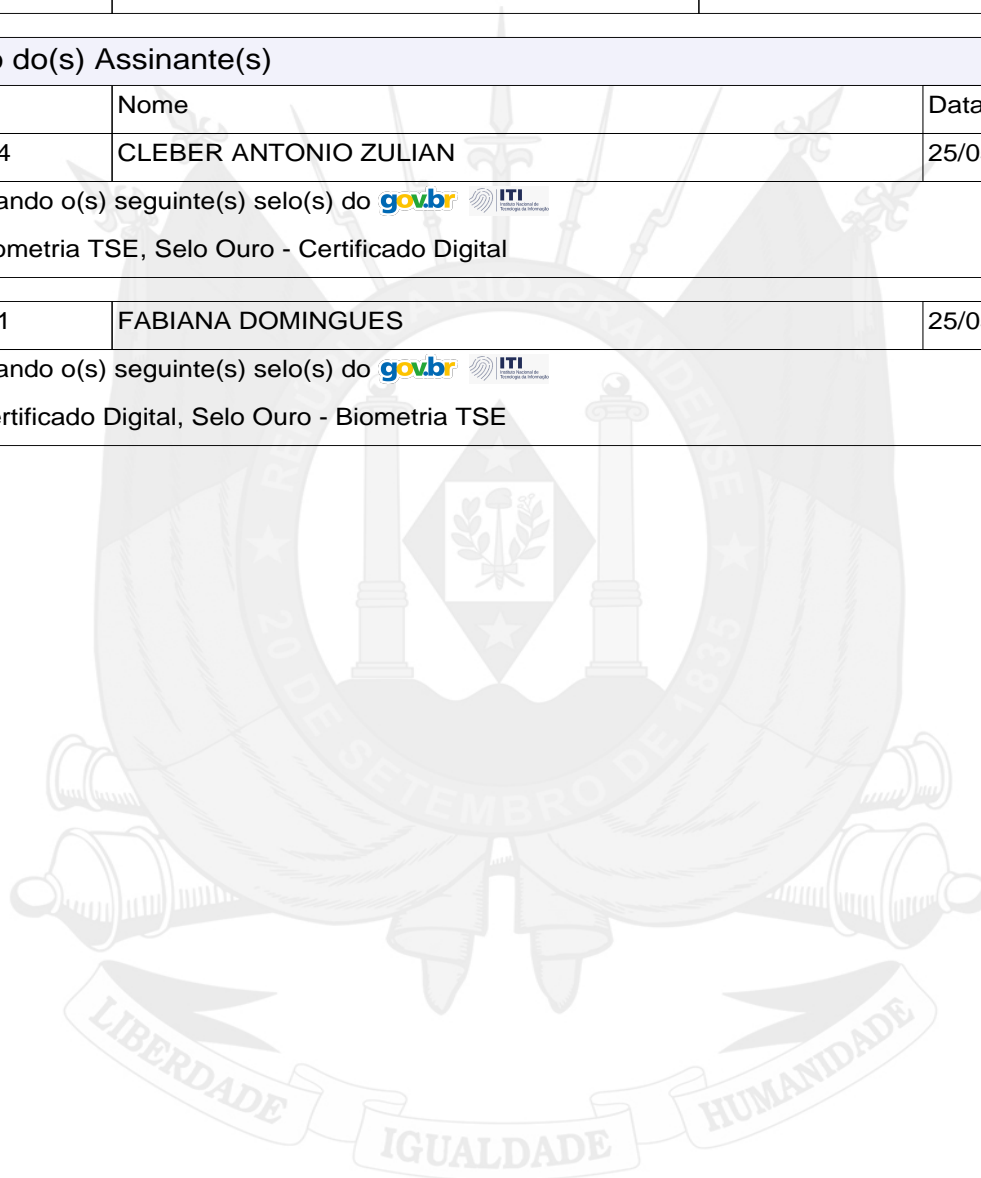 o do(s) Assinante(s)
Nome Data
4 CLEBER ANTONIO ZULIAN 25/0
ando o(s) seguinte(s) selo(s) do gov.br ITI
ometria TSE, Selo Ouro - Certificado Digital
1 FABIANA DOMINGUES 25/0
ando o(s) seguinte(s) selo(s) do gov.br ITI
ertificado Digital, Selo Ouro - Biometria TSE
REPÚBLICA RIO-GRANDENSE
20 DE SETEMBRO DE 1835
LIBERDADE IGUALDADE HUMANIDADE